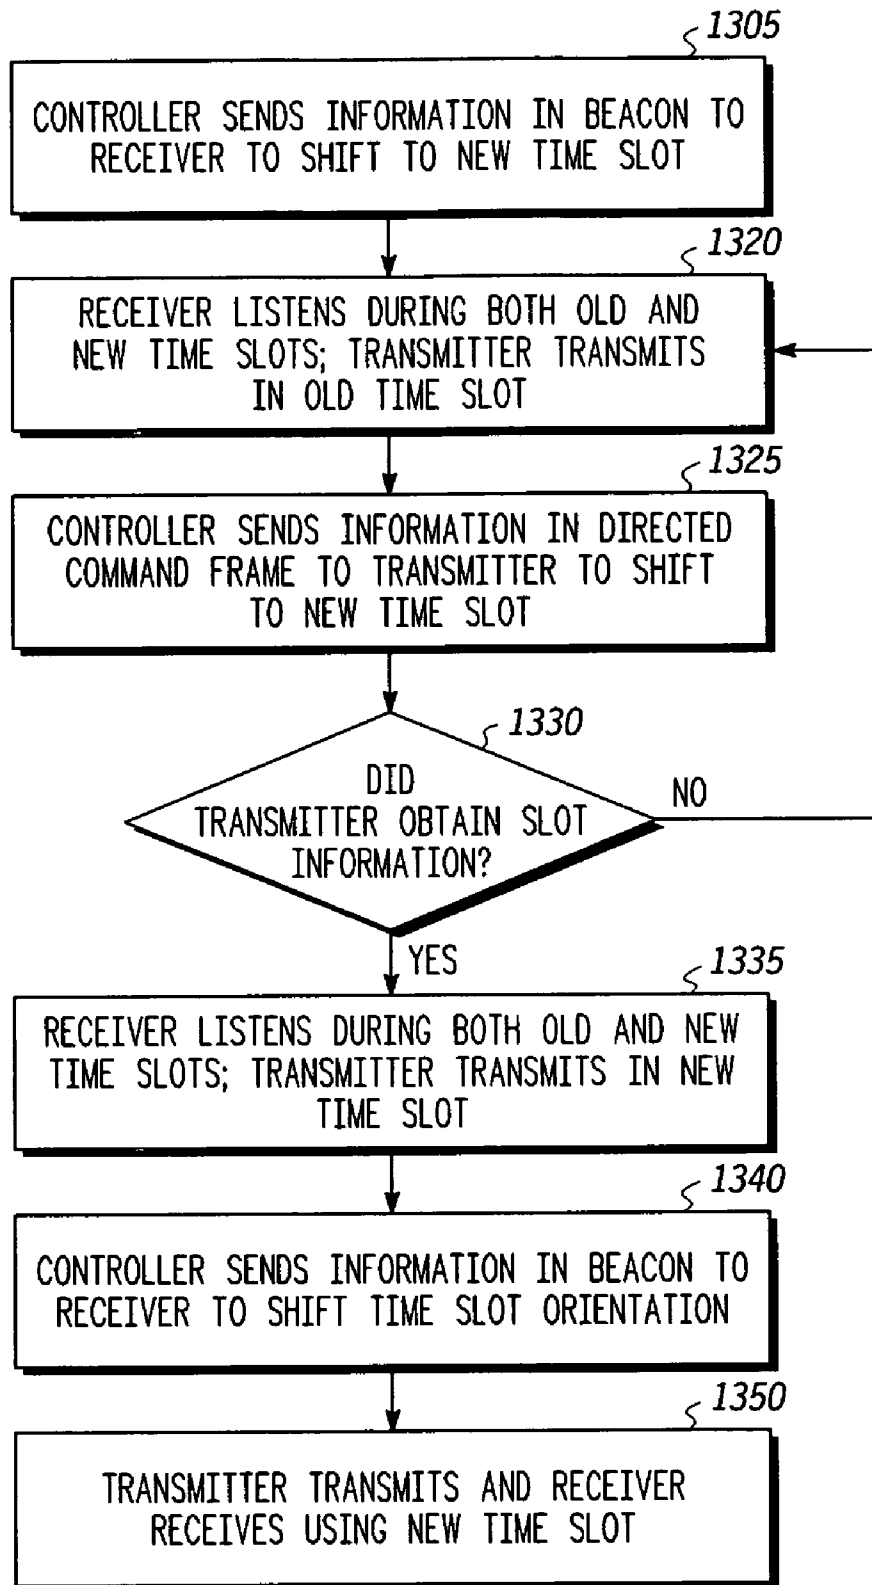 1305
CONTROLLER SENDS INFORMATION IN BEACON TO
RECEIVER TO SHIFT TO NEW TIME SLOT
1320
RECEIVER LISTENS DURING BOTH OLD AND
NEW TIME SLOTS; TRANSMITTER TRANSMITS
IN OLD TIME SLOT
1325
CONTROLLER SENDS INFORMATION IN DIRECTED
COMMAND FRAME TO TRANSMITTER TO SHIFT
TO NEW TIME SLOT
1330
DID
TRANSMITTER OBTAIN SLOT
INFORMATION?
NO
YES
1335
RECEIVER LISTENS DURING BOTH OLD AND NEW
TIME SLOTS; TRANSMITTER TRANSMITS IN NEW
TIME SLOT
1340
CONTROLLER SENDS INFORMATION IN BEACON TO
RECEIVER TO SHIFT TIME SLOT ORIENTATION
1350
TRANSMITTER TRANSMITS AND RECEIVER
RECEIVES USING NEW TIME SLOT